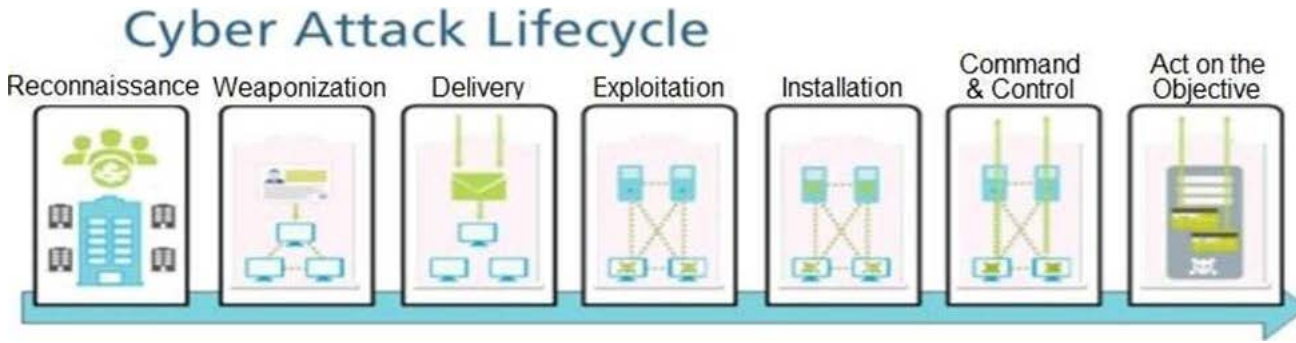 Cyber Attack Lifecycle
Reconnaissance
Weaponization
Delivery
Exploitation
Installation
Command
& Control
Act on the
Objective